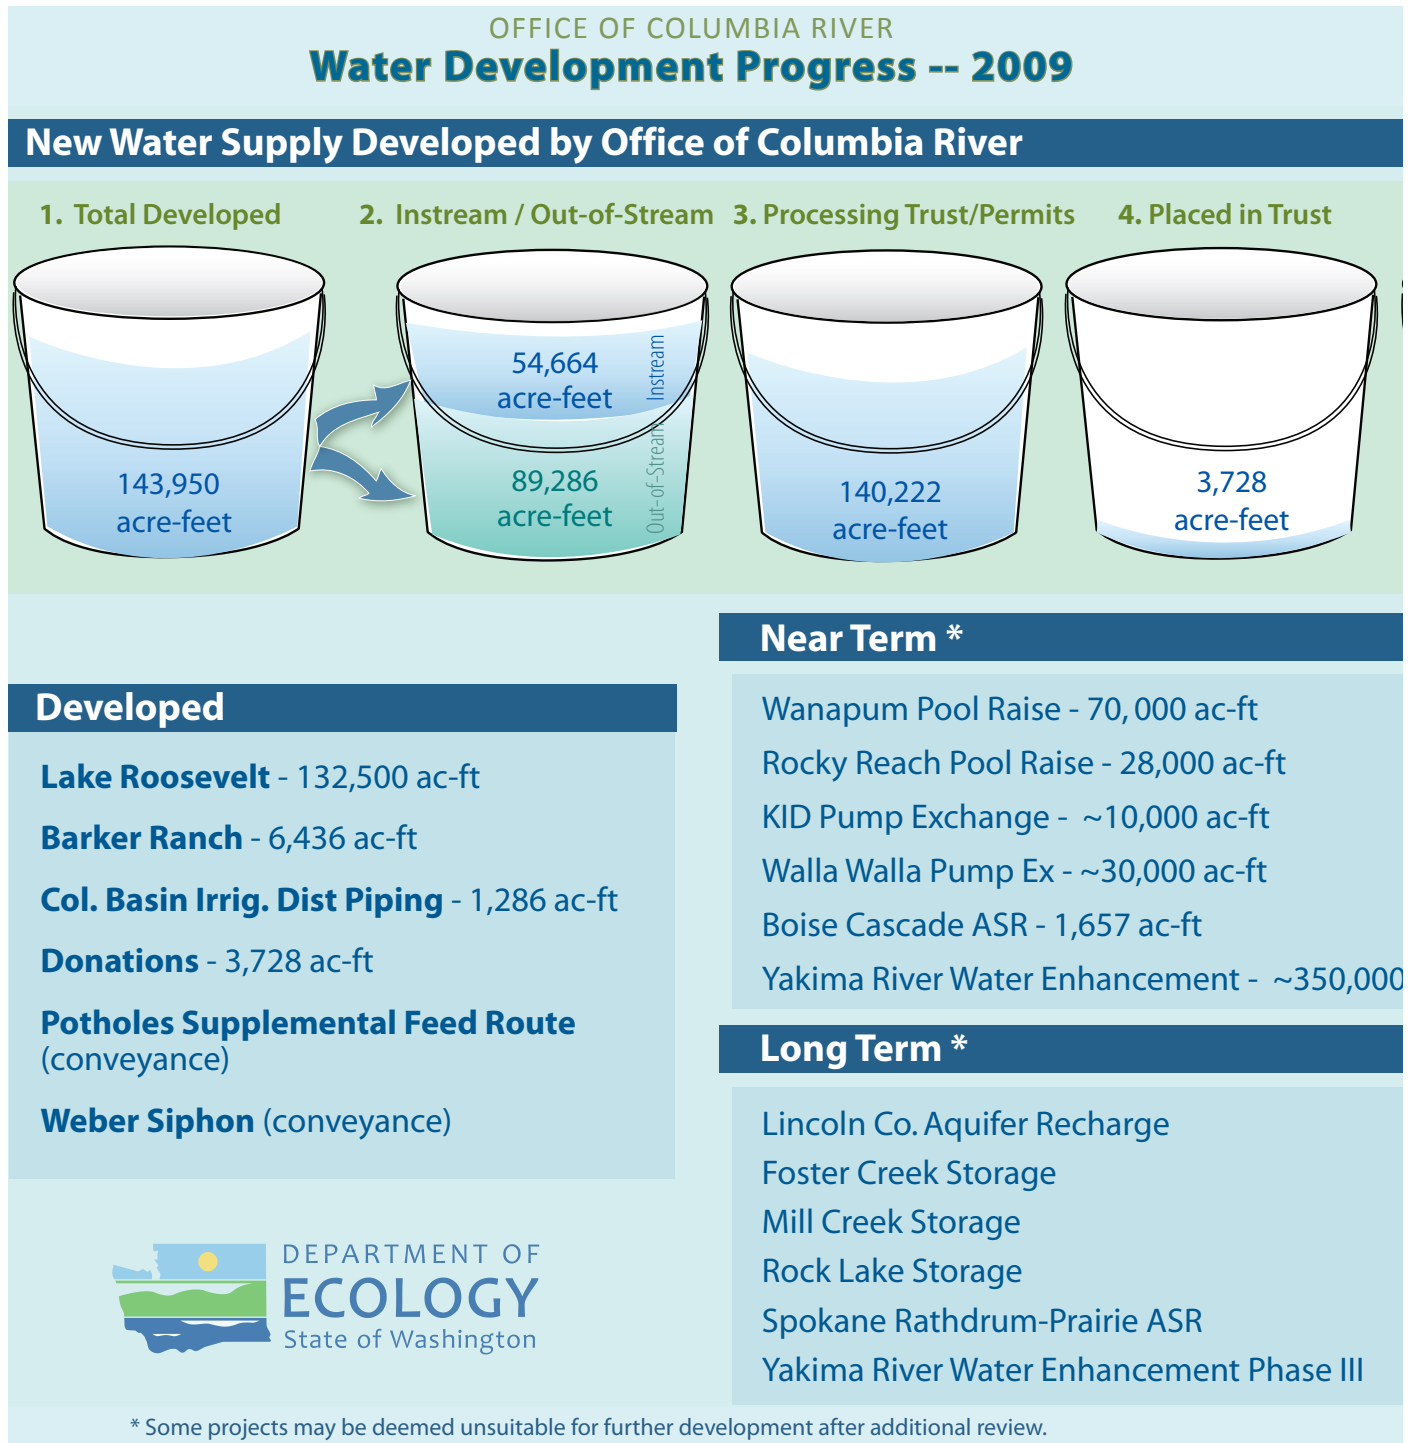 OFFICE OF COLUMBIA RIVER
Water Development Progress -- 2009
New Water Supply Developed by Office of Columbia River
1. Total Developed
2. Instream / Out-of-Stream
3. Processing Trust/Permits
4. Placed in Trust
143,950
acre-feet
54,664
acre-feet
Instream
89,286
acre-feet
Out-of-Stream
140,222
acre-feet
3,728
acre-feet
Developed
Lake Roosevelt - 132,500 ac-ft
Barker Ranch - 6,436 ac-ft
Col. Basin Irrig. Dist Piping - 1,286 ac-ft
Donations - 3,728 ac-ft
Potholes Supplemental Feed Route
(conveyance)
Weber Siphon (conveyance)
Near Term *
Wanapum Pool Raise - 70,000 ac-ft
Rocky Reach Pool Raise - 28,000 ac-ft
KID Pump Exchange - ~10,000 ac-ft
Walla Walla Pump Ex - ~30,000 ac-ft
Boise Cascade ASR - 1,657 ac-ft
Yakima River Water Enhancement - ~350,000
Long Term *
Lincoln Co. Aquifer Recharge
Foster Creek Storage
Mill Creek Storage
Rock Lake Storage
Spokane Rathdrum-Prairie ASR
Yakima River Water Enhancement Phase III
DEPARTMENT OF
ECOLOGY
State of Washington
* Some projects may be deemed unsuitable for further development after additional review.